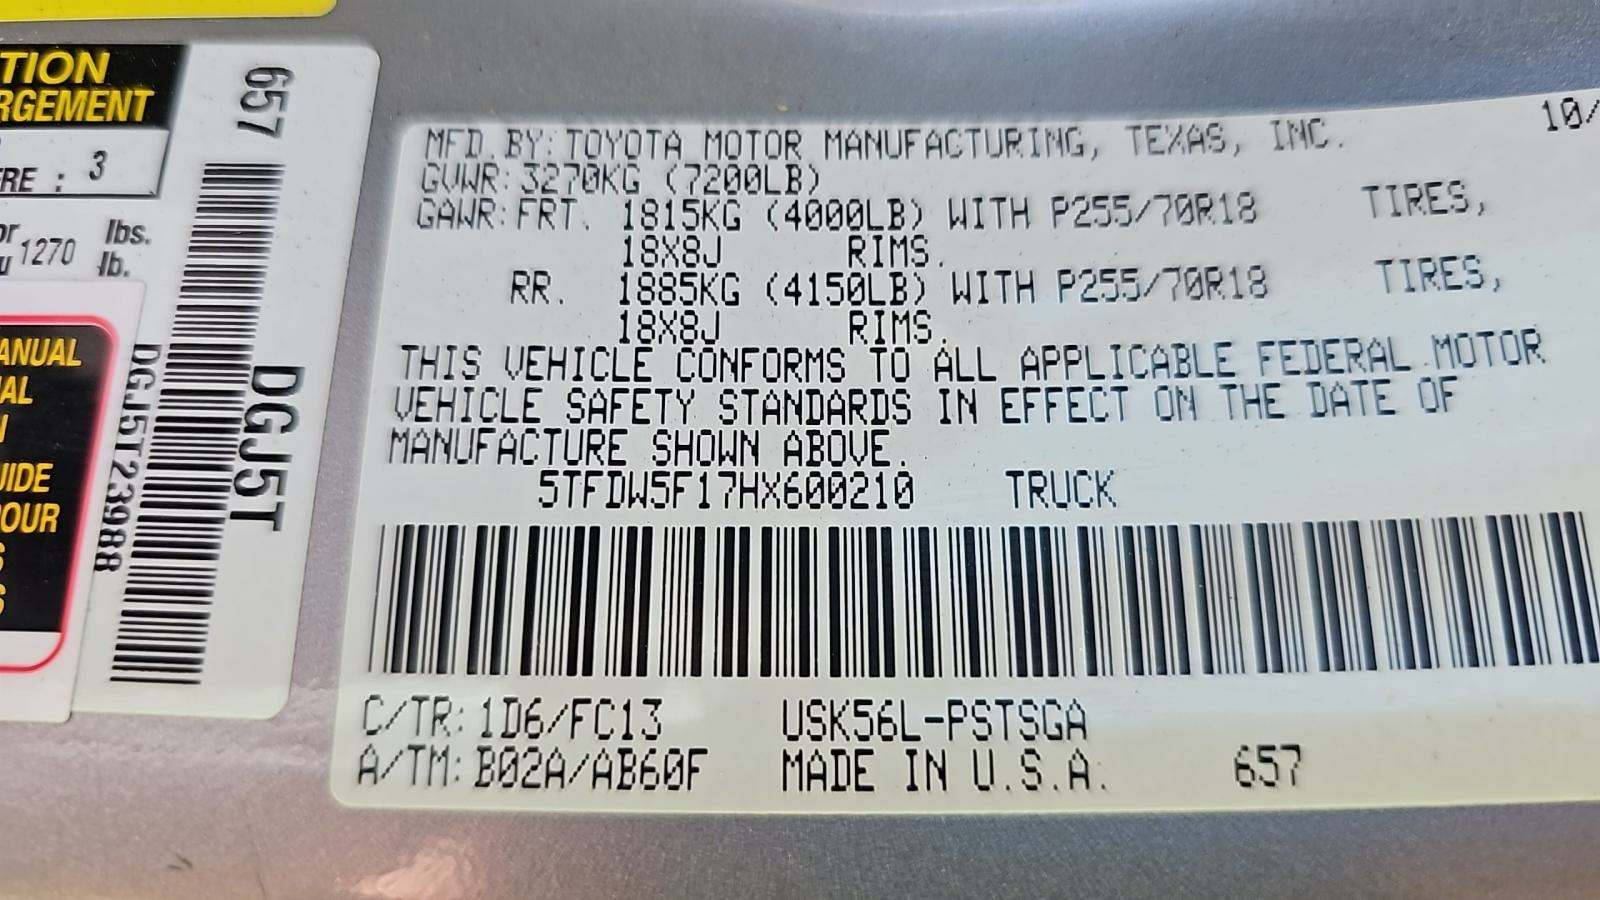 TION
RGEMENT
ERE : 3
or
u 1270 lbs.
lb.
ANUAL
UIDE
657
DGJ5T
DGJ5T23988
10/
MFD. BY: TOYOTA MOTOR MANUFACTURING, TEXAS, INC.
GVWR: 3270KG (7200LB)
GAWR: FRT. 1815KG (4000LB) WITH P255/70R18 TIRES,
18X8J RIMS.
RR. 1885KG (4150LB) WITH P255/70R18 TIRES,
18X8J RIMS.
THIS VEHICLE CONFORMS TO ALL APPLICABLE FEDERAL MOTOR
VEHICLE SAFETY STANDARDS IN EFFECT ON THE DATE OF
MANUFACTURE SHOWN ABOVE.
5TFDW5F17HX600210 TRUCK
C/TR: 1D6/FC13 USK56L-PSTSGA
A/TM: B02A/AB60F MADE IN U.S.A. 657